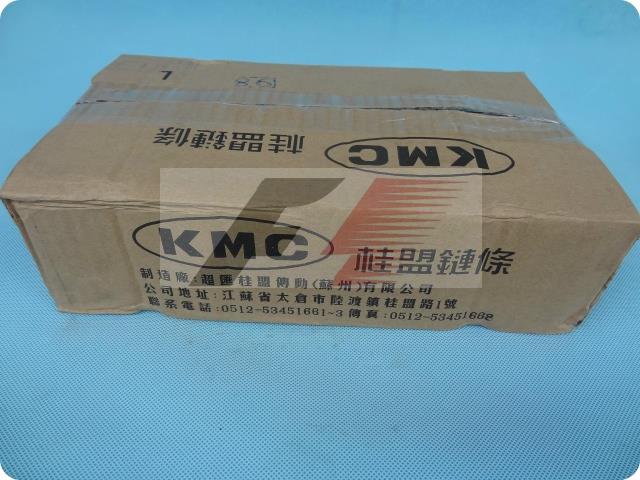 L
桂盟鏈條 KMC
KMC 桂盟鏈條
制造廠:超匯桂盟傳動(蘇州)有限公司
公司地址:江蘇省太倉市陸渡鎮桂盟路1號
聯系電話:0512-53451661~3傳真:0512-53451662